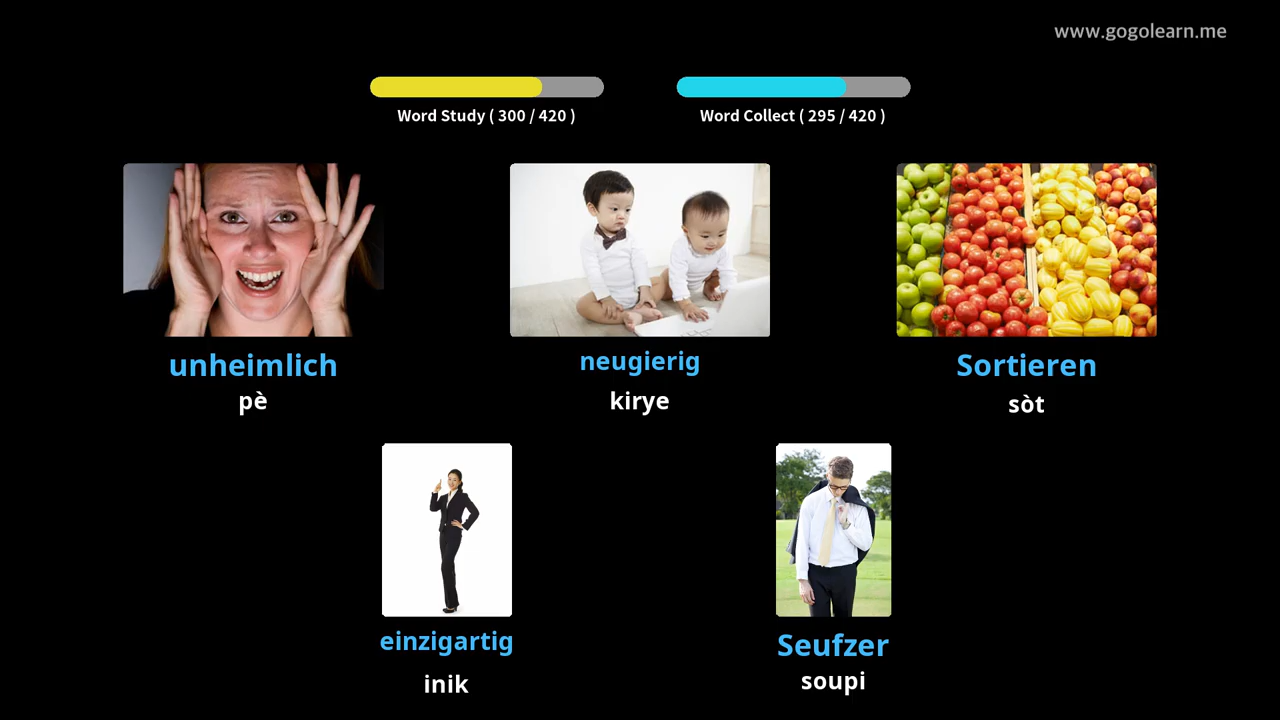 www.gogolearn.me
Word Study ( 300 / 420 )
Word Collect ( 295 / 420 )
unheimlich
pè
neugierig
kirye
Sortieren
sòt
einzigartig
inik
Seufzer
soupi